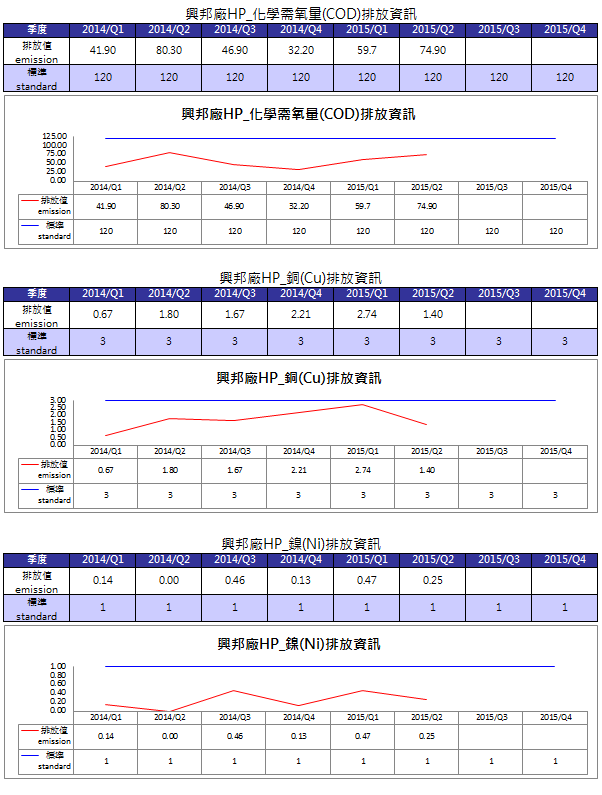 興邦廠HP_化學需氧量(COD)排放資訊
季度 2014/Q1 2014/Q2 2014/Q3 2014/Q4 2015/Q1 2015/Q2 2015/Q3 2015/Q4
排放值 emission 41.90 80.30 46.90 32.20 59.7 74.90
標準 standard 120 120 120 120 120 120 120 120
興邦廠HP_化學需氧量(COD)排放資訊
125.00
100.00
75.00
50.00
25.00
0.00
2014/Q1 2014/Q2 2014/Q3 2014/Q4 2015/Q1 2015/Q2 2015/Q3 2015/Q4
排放值 emission 41.90 80.30 46.90 32.20 59.7 74.90
標準 standard 120 120 120 120 120 120 120 120
興邦廠HP_銅(Cu)排放資訊
季度 2014/Q1 2014/Q2 2014/Q3 2014/Q4 2015/Q1 2015/Q2 2015/Q3 2015/Q4
排放值 emission 0.67 1.80 1.67 2.21 2.74 1.40
標準 standard 3 3 3 3 3 3 3 3
興邦廠HP_銅(Cu)排放資訊
3.00
2.50
2.00
1.50
1.00
0.50
0.00
2014/Q1 2014/Q2 2014/Q3 2014/Q4 2015/Q1 2015/Q2 2015/Q3 2015/Q4
排放值 emission 0.67 1.80 1.67 2.21 2.74 1.40
標準 standard 3 3 3 3 3 3 3 3
興邦廠HP_鎳(Ni)排放資訊
季度 2014/Q1 2014/Q2 2014/Q3 2014/Q4 2015/Q1 2015/Q2 2015/Q3 2015/Q4
排放值 emission 0.14 0.00 0.46 0.13 0.47 0.25
標準 standard 1 1 1 1 1 1 1 1
興邦廠HP_鎳(Ni)排放資訊
1.00
0.80
0.60
0.40
0.20
0.00
2014/Q1 2014/Q2 2014/Q3 2014/Q4 2015/Q1 2015/Q2 2015/Q3 2015/Q4
排放值 emission 0.14 0.00 0.46 0.13 0.47 0.25
標準 standard 1 1 1 1 1 1 1 1